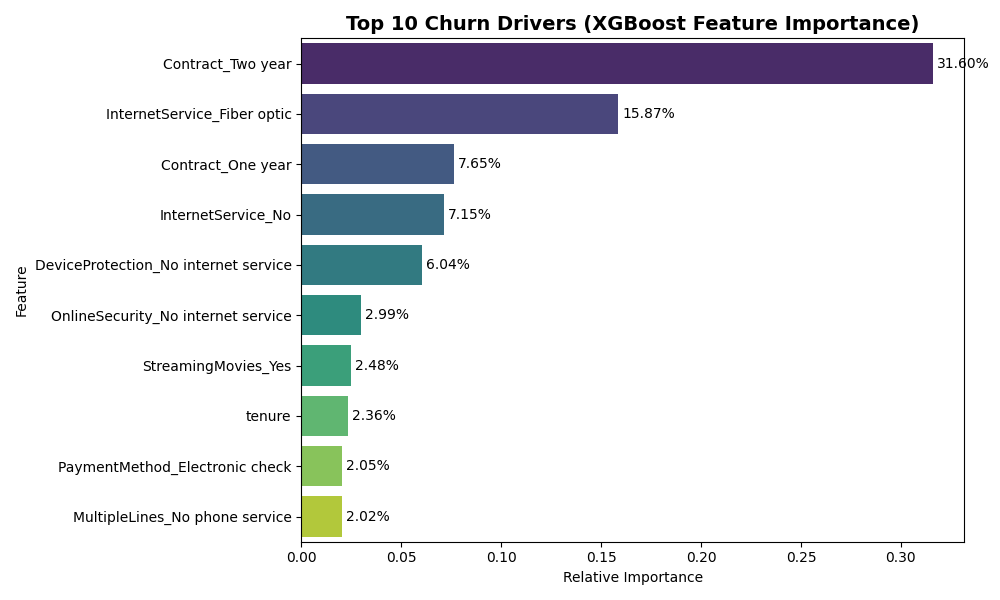 Top 10 Churn Drivers (XGBoost Feature Importance)
Contract_Two year 31.60%
InternetService_Fiber optic 15.87%
Contract_One year 7.65%
InternetService_No 7.15%
DeviceProtection_No internet service 6.04%
OnlineSecurity_No internet service 2.99%
StreamingMovies_Yes 2.48%
tenure 2.36%
PaymentMethod_Electronic check 2.05%
MultipleLines_No phone service 2.02%
Feature
0.00 0.05 0.10 0.15 0.20 0.25 0.30
Relative Importance